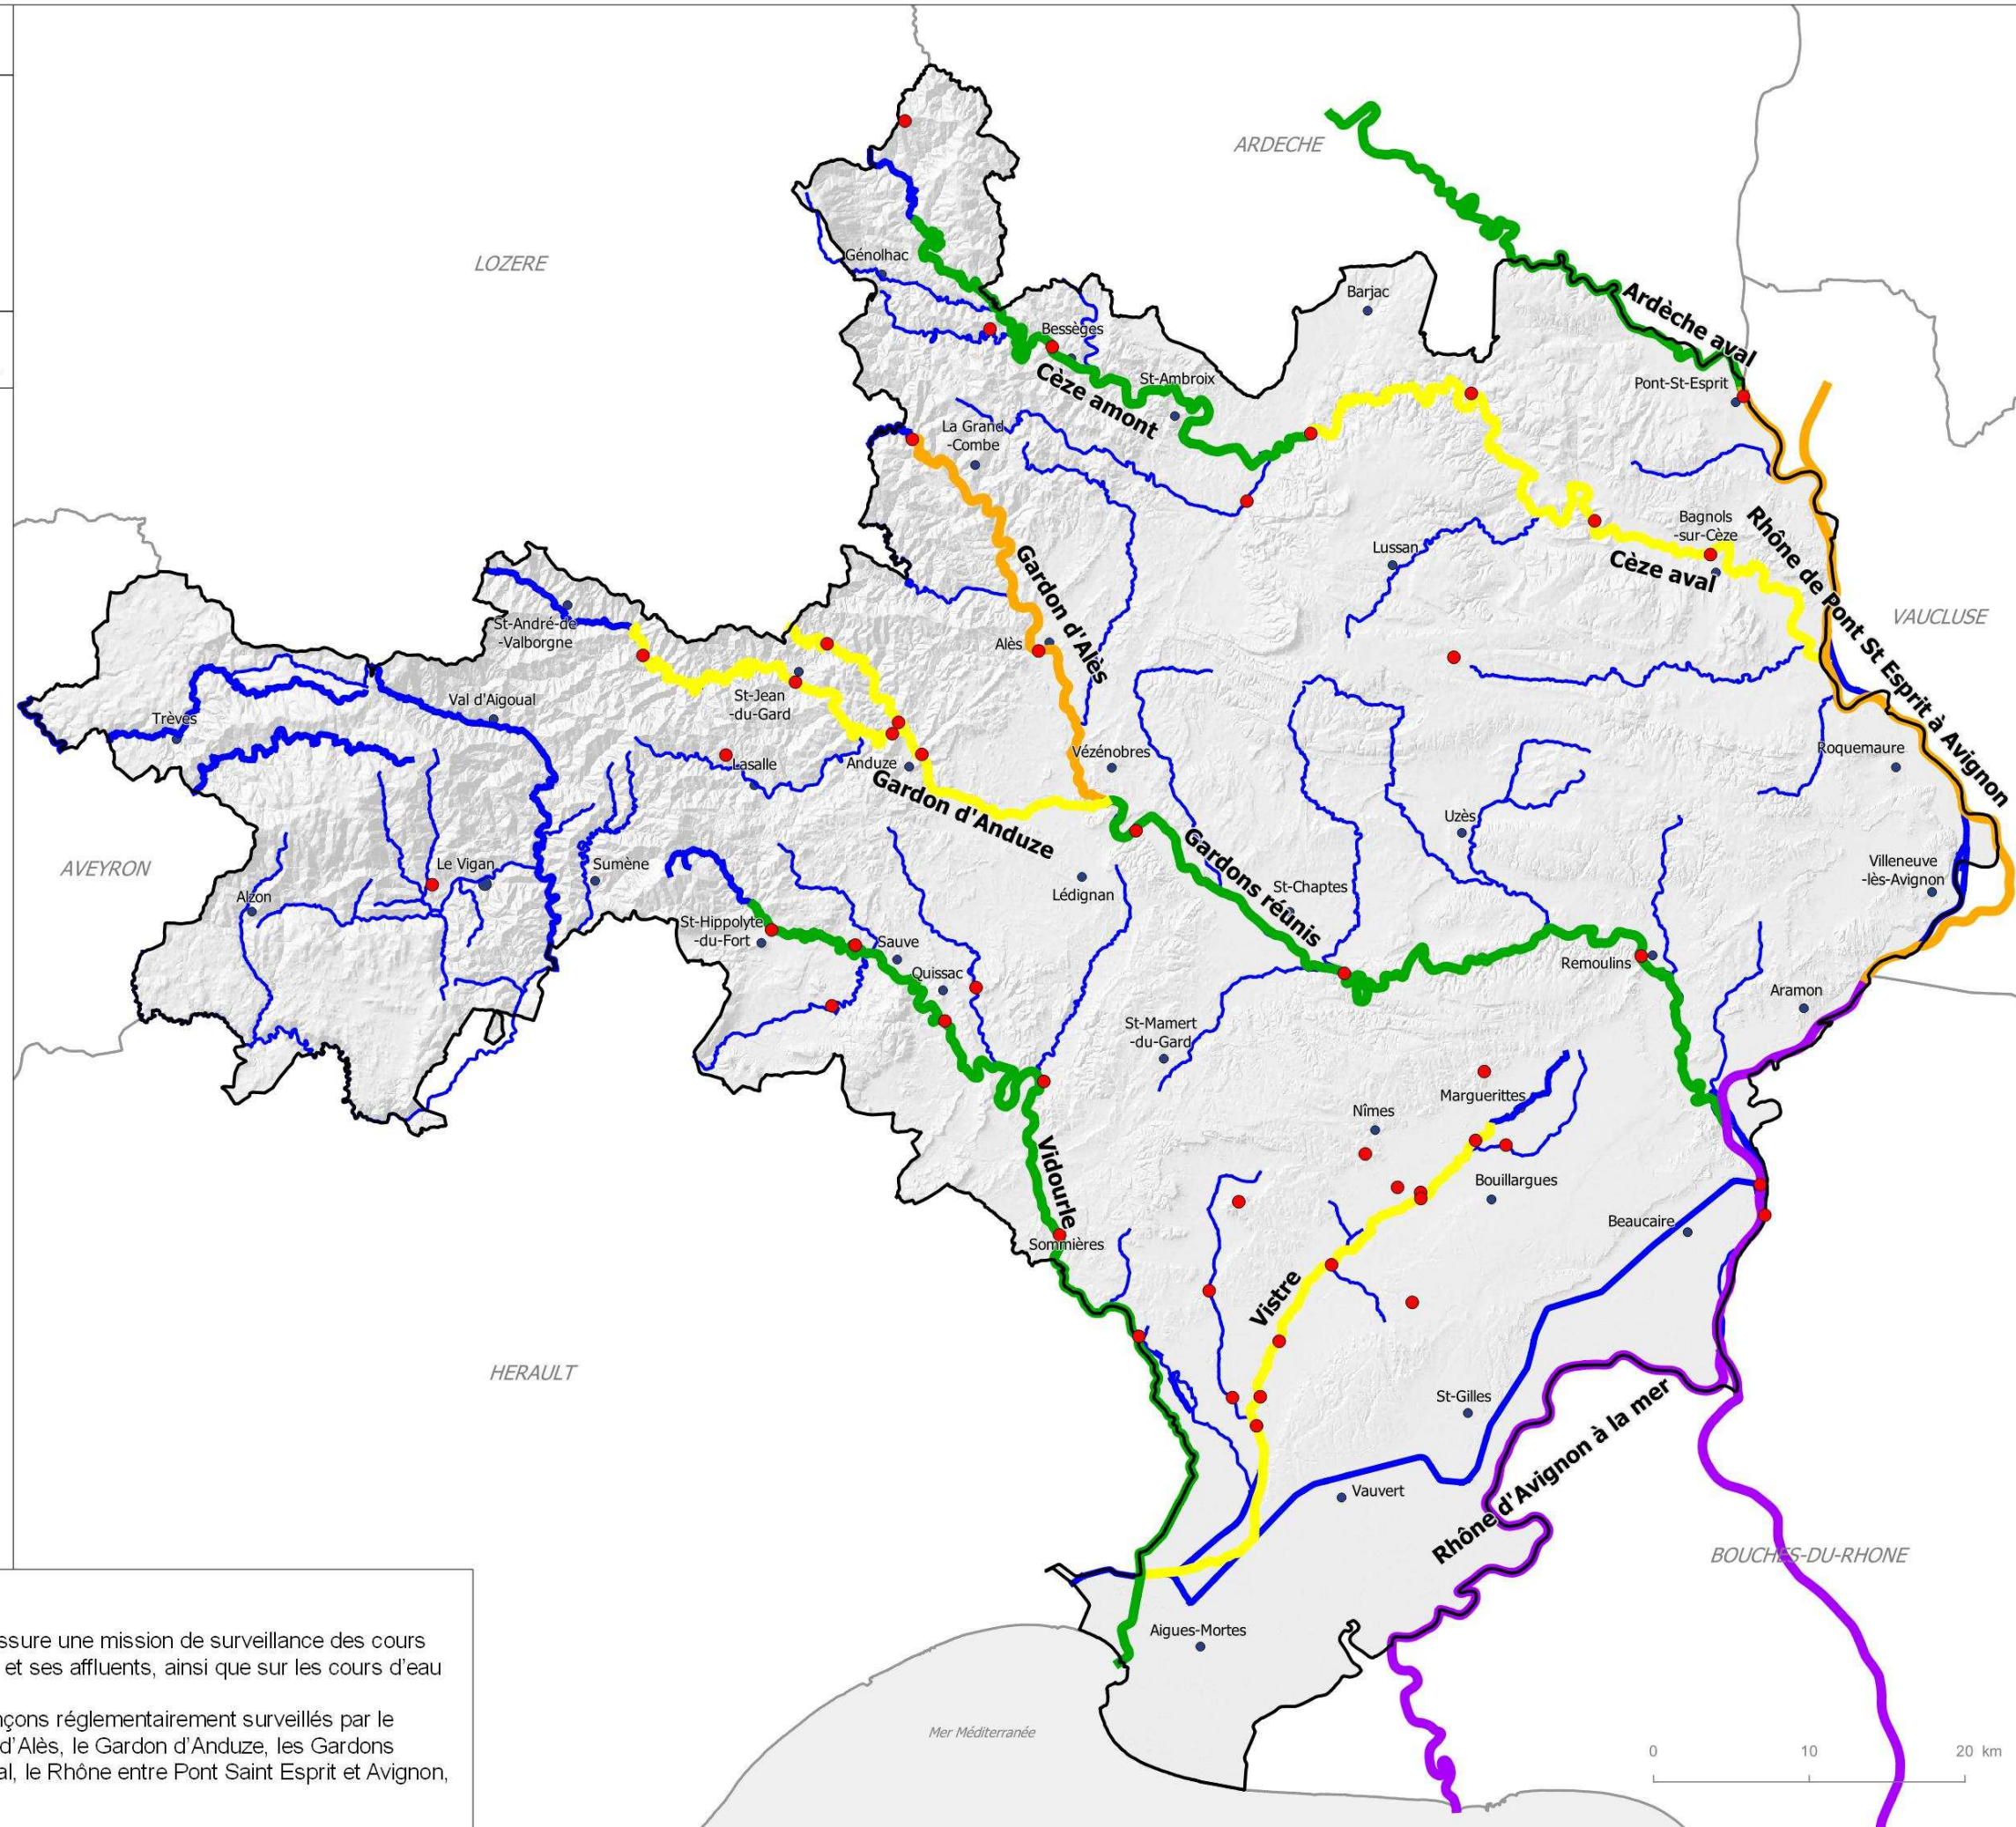 ARDECHE
LOZERE
Génolhac
Barjac
Ardèche aval
Bessèges
Cèze amont
St-Ambroix
Pont-St-Esprit
La Grand
-Combe
Bagnols
-sur-Cèze
Rhône de Pont St Esprit à Avignon
Lussan
Cèze aval
Gardon d'Alès
VAUCLUSE
St-André-de
-Valborgne
Alès
Val d'Aigoual
St-Jean
-du-Gard
Trèves
Vézénobres
Roquemaure
Lasalle
Anduze
Gardon d'Anduze
Uzès
Gardons réunis
AVEYRON
Le Vigan
Sumène
Villeneuve
-lès-Avignon
Alzon
Lédignan
St-Chaptes
St-Hippolyte
-du-Fort
Sauve
Quissac
Remoulins
Aramon
St-Mamert
-du-Gard
Marguerittes
Nîmes
Vidourle
Bouillargues
Beaucaire
Sommières
Vistre
HERAULT
St-Gilles
Rhône d'Avignon à la mer
Vauvert
BOUCHES-DU-RHONE
Aigues-Mortes
Mer Méditerranée
0 10 20 km
ssure une mission de surveillance des cours
et ses affluents, ainsi que sur les cours d'eau
nçons réglementairement surveillés par le
d'Alès, le Gardon d'Anduze, les Gardons
al, le Rhône entre Pont Saint Esprit et Avignon,